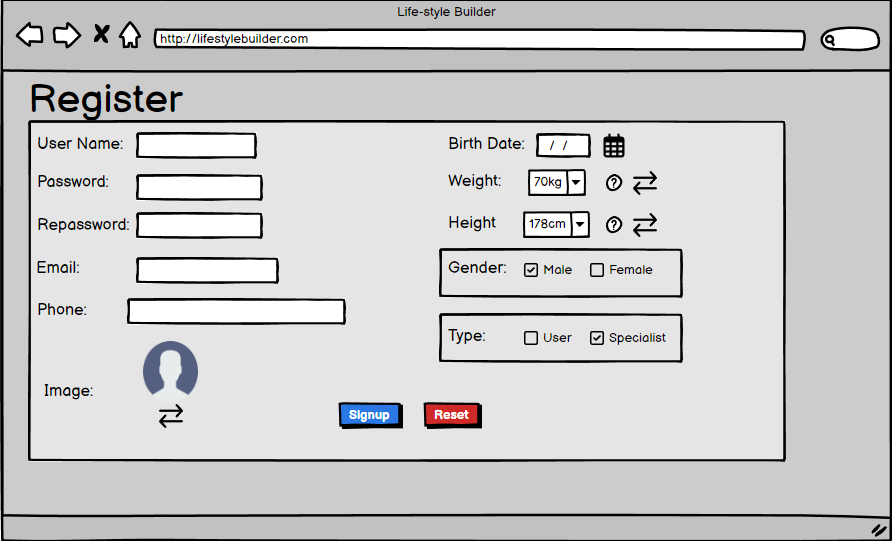 Life-style Builder
http://lifestylebuilder.com
Register
User Name:
Password:
Repassword:
Email:
Phone:
Image:
Birth Date: / /
Weight: 70kg ?
Height 178cm ?
Gender: Male Female
Type: User Specialist
Signup Reset